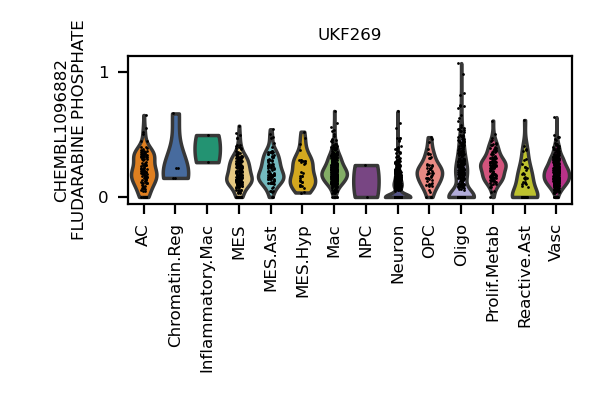 UKF269
CHEMBL1096882
FLUDARABINE PHOSPHATE
1
0
AC
Chromatin.Reg
Inflammatory.Mac
MES
MES.Ast
MES.Hyp
Mac
NPC
Neuron
OPC
Oligo
Prolif.Metab
Reactive.Ast
Vasc